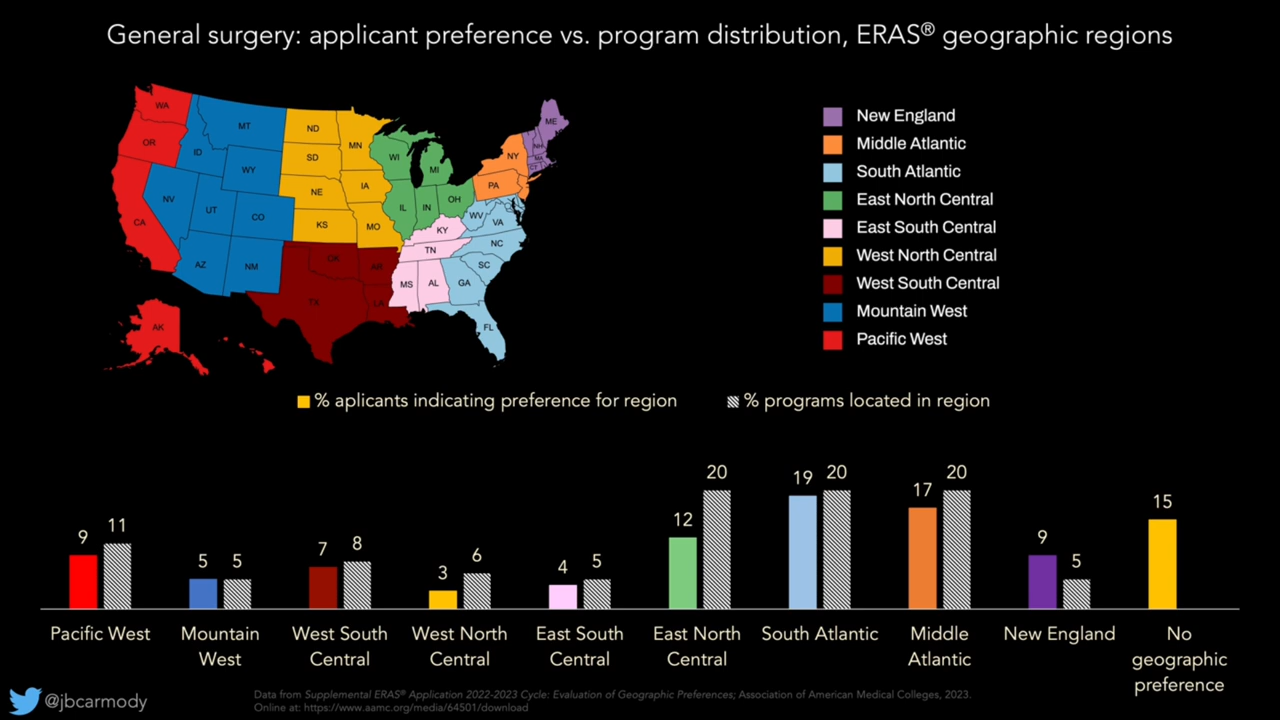 General surgery: applicant preference vs. program distribution, ERAS® geographic regions
WA
OR
CA
AK
MT
ID
WY
NV
UT
CO
AZ
NM
ND
SD
NE
KS
MN
IA
MO
OK
AR
TX
LA
WI
MI
IL
IN
OH
KY
TN
MS
AL
WV
VA
NC
SC
GA
FL
NY
PA
ME
NH
MA
CT
New England
Middle Atlantic
South Atlantic
East North Central
East South Central
West North Central
West South Central
Mountain West
Pacific West
% aplicants indicating preference for region
% programs located in region
9 11
5 5
7 8
3 6
4 5
12 20
19 20
17 20
9 5
15
Pacific West
Mountain
West
West South
Central
West North
Central
East South
Central
East North
Central
South Atlantic
Middle
Atlantic
New England
No
geographic
preference
@jbcarmody
Data from Supplemental ERAS® Application 2022-2023 Cycle: Evaluation of Geographic Preferences; Association of American Medical Colleges, 2023.
Online at: https://www.aamc.org/media/64501/download